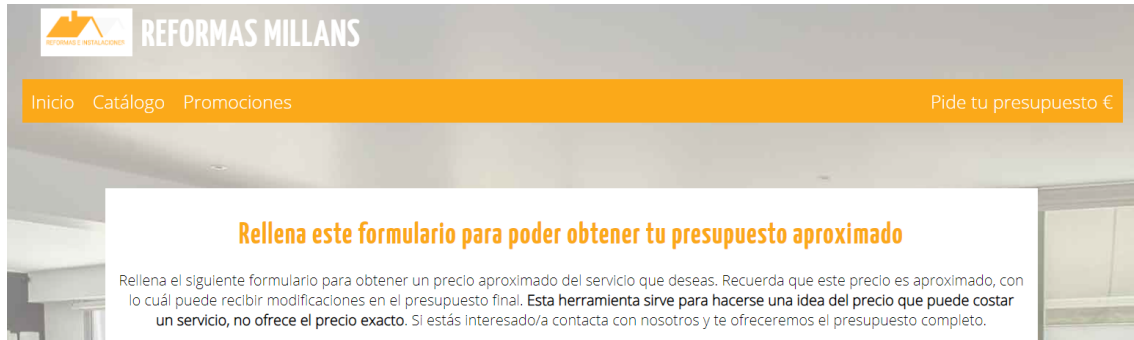 REFORMAS E INSTALACIONES
REFORMAS MILLANS
Inicio Catálogo Promociones Pide tu presupuesto €
Rellena este formulario para poder obtener tu presupuesto aproximado
Rellena el siguiente formulario para obtener un precio aproximado del servicio que deseas. Recuerda que este precio es aproximado, con
lo cuál puede recibir modificaciones en el presupuesto final. Esta herramienta sirve para hacerse una idea del precio que puede costar
un servicio, no ofrece el precio exacto. Si estás interesado/a contacta con nosotros y te ofreceremos el presupuesto completo.